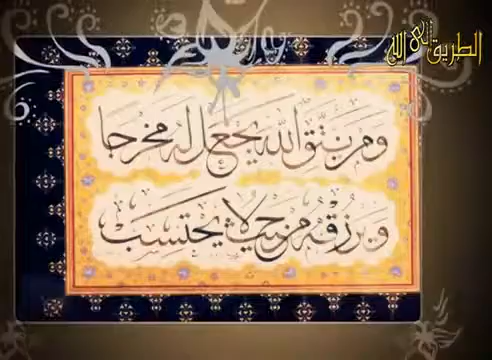 الطريق إلى الله
ومن يتق الله يجعل له مخرجا
ويرزقه من حيث لا يحتسب